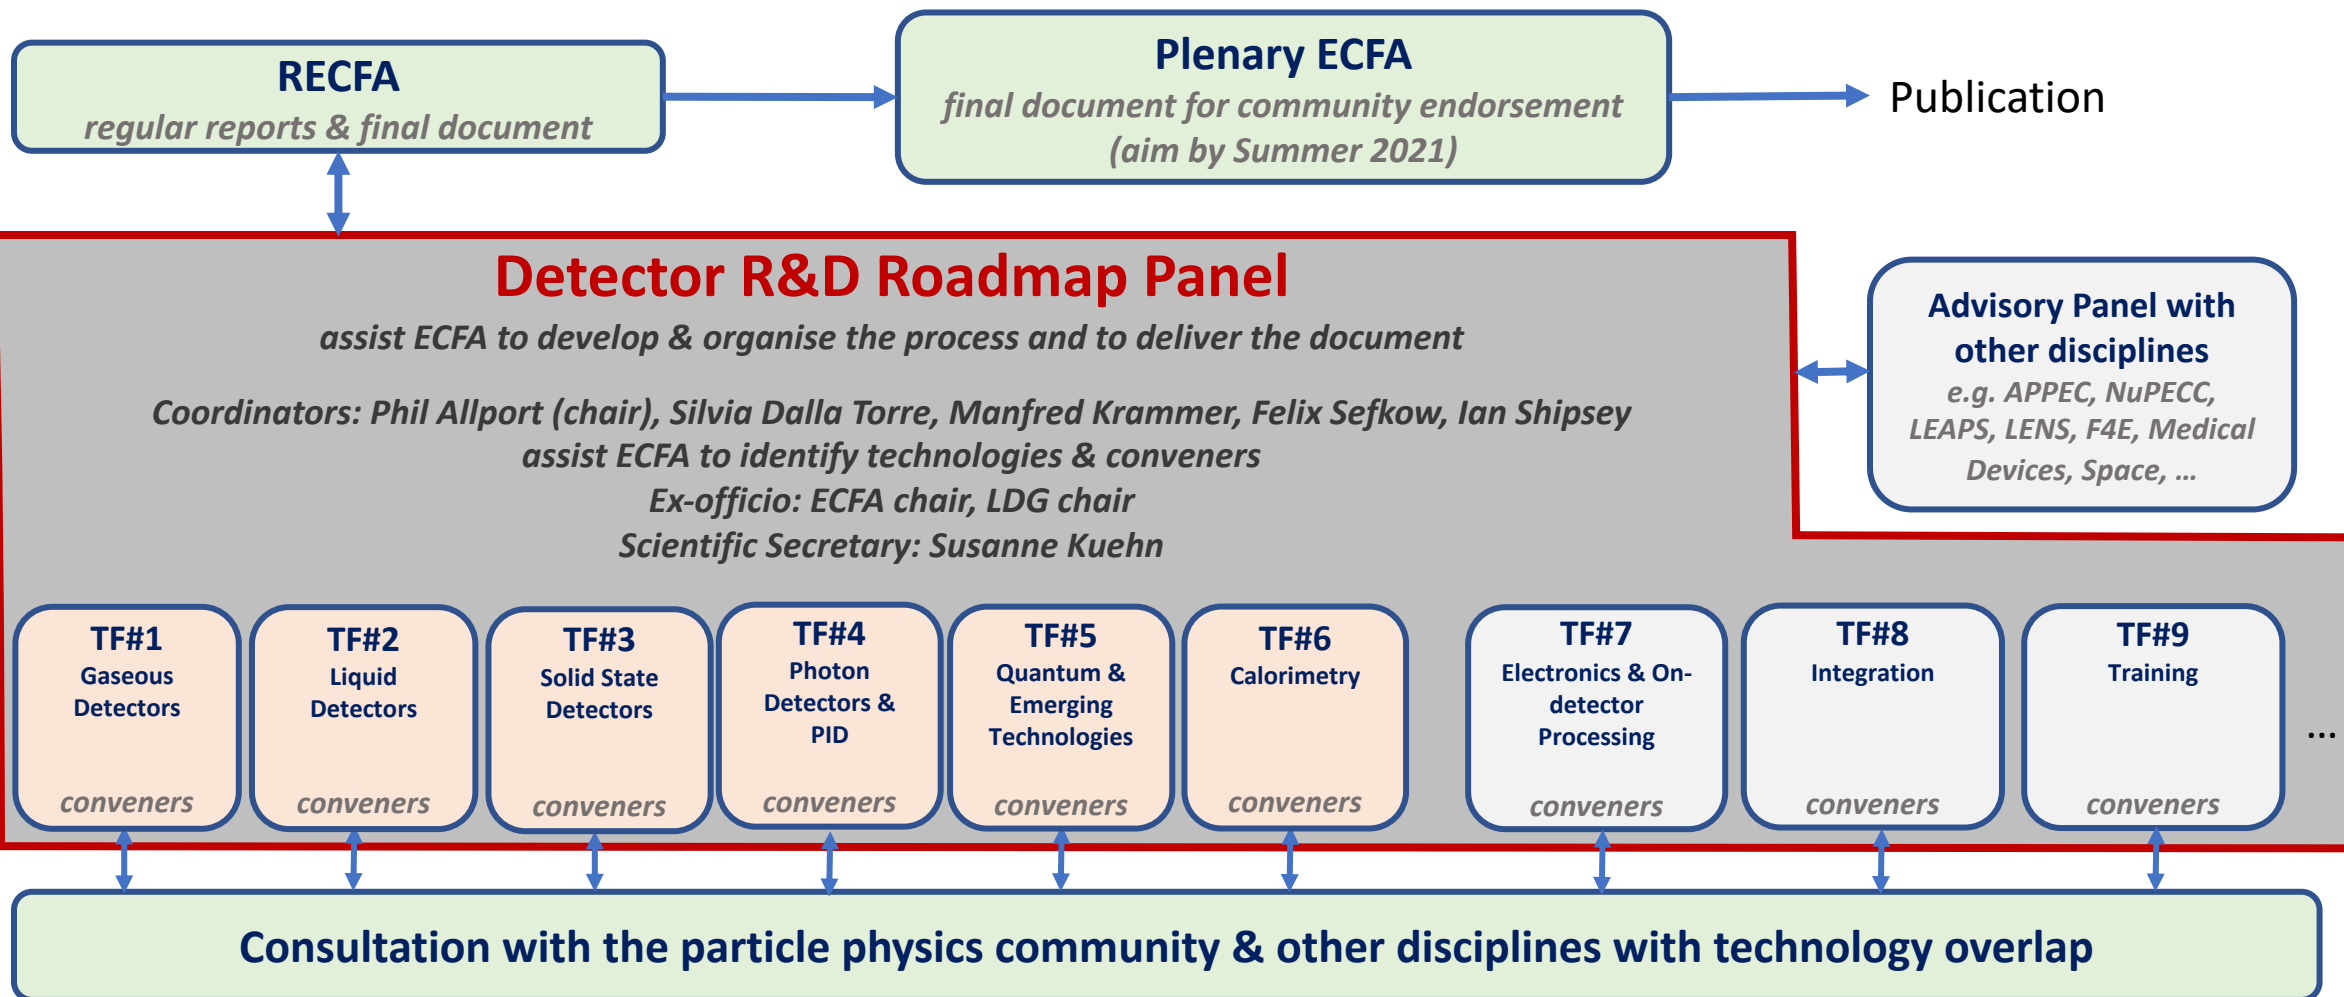 RECFA
regular reports & final document
Plenary ECFA
final document for community endorsement
(aim by Summer 2021)
Publication
Detector R&D Roadmap Panel
assist ECFA to develop & organise the process and to deliver the document
Coordinators: Phil Allport (chair), Silvia Dalla Torre, Manfred Krammer, Felix Sefkow, Ian Shipsey
assist ECFA to identify technologies & conveners
Ex-officio: ECFA chair, LDG chair
Scientific Secretary: Susanne Kuehn
Advisory Panel with
other disciplines
e.g. APPEC, NuPECC,
LEAPS, LENS, F4E, Medical
Devices, Space, ...
TF#1
Gaseous
Detectors
conveners
TF#2
Liquid
Detectors
conveners
TF#3
Solid State
Detectors
conveners
TF#4
Photon
Detectors &
PID
conveners
TF#5
Quantum &
Emerging
Technologies
conveners
TF#6
Calorimetry
conveners
TF#7
Electronics & On-
detector
Processing
conveners
TF#8
Integration
conveners
TF#9
Training
conveners
...
Consultation with the particle physics community & other disciplines with technology overlap